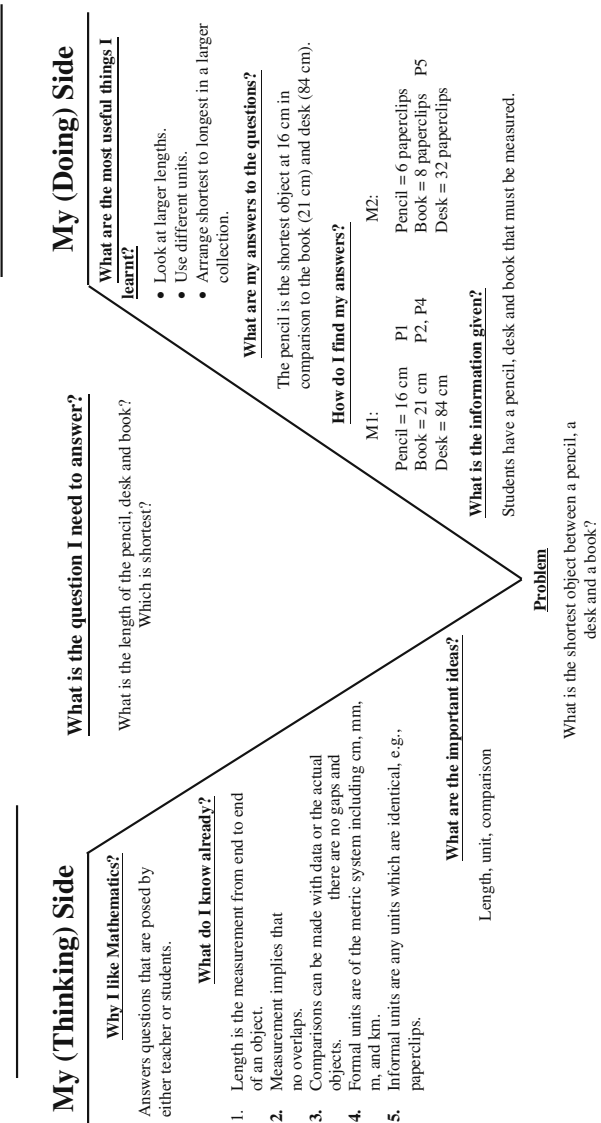 My (Thinking) Side
Why I like Mathematics?
Answers questions that are posed by
either teacher or students.
What do I know already?
1. Length is the measurement from end to end
of an object.
2. Measurement implies that there are no gaps and
no overlaps.
3. Comparisons can be made with data or the actual
objects.
4. Formal units are of the metric system including cm, mm,
m, and km.
5. Informal units are any units which are identical, e.g.,
paperclips.
What are the important ideas?
Length, unit, comparison
What is the question I need to answer?
What is the length of the pencil, desk and book?
Which is shortest?
Problem
What is the shortest object between a pencil, a
desk and a book?
My (Doing) Side
What are the most useful things I
learnt?
• Look at larger lengths.
• Use different units.
• Arrange shortest to longest in a larger
collection.
What are my answers to the questions?
The pencil is the shortest object at 16 cm in
comparison to the book (21 cm) and desk (84 cm).
How do I find my answers?
M1: M2:
Pencil = 16 cm P1 Pencil = 6 paperclips
Book = 21 cm P2, P4 Book = 8 paperclips P5
Desk = 84 cm Desk = 32 paperclips
What is the information given?
Students have a pencil, desk and book that must be measured.